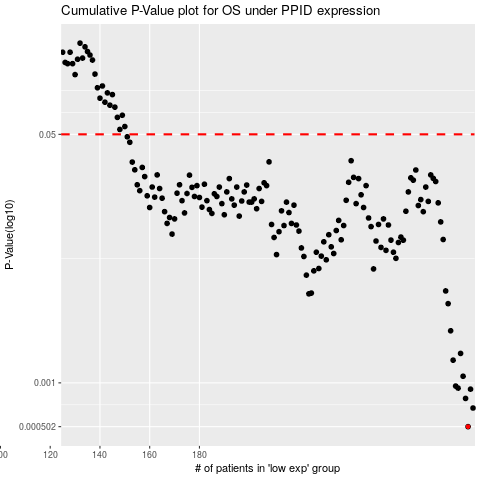 Cumulative P-Value plot for OS under PPID expression
P-Value(log10)
0.05
0.001
0.000502
00 120 140 160 180
# of patients in 'low exp' group